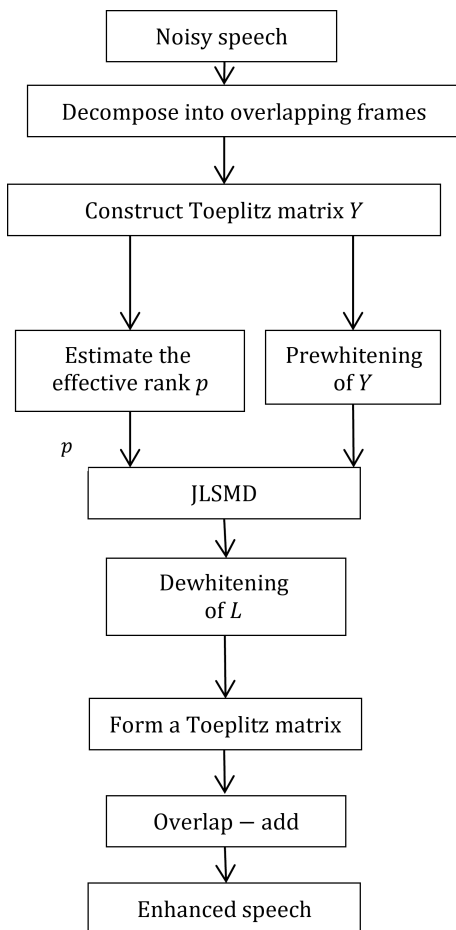 Noisy speech
Decompose into overlapping frames
Construct Toeplitz matrix Y
Estimate the
effective rank p
Prewhitening
of Y
p
JLSMD
Dewhitening
of L
Form a Toeplitz matrix
Overlap − add
Enhanced speech